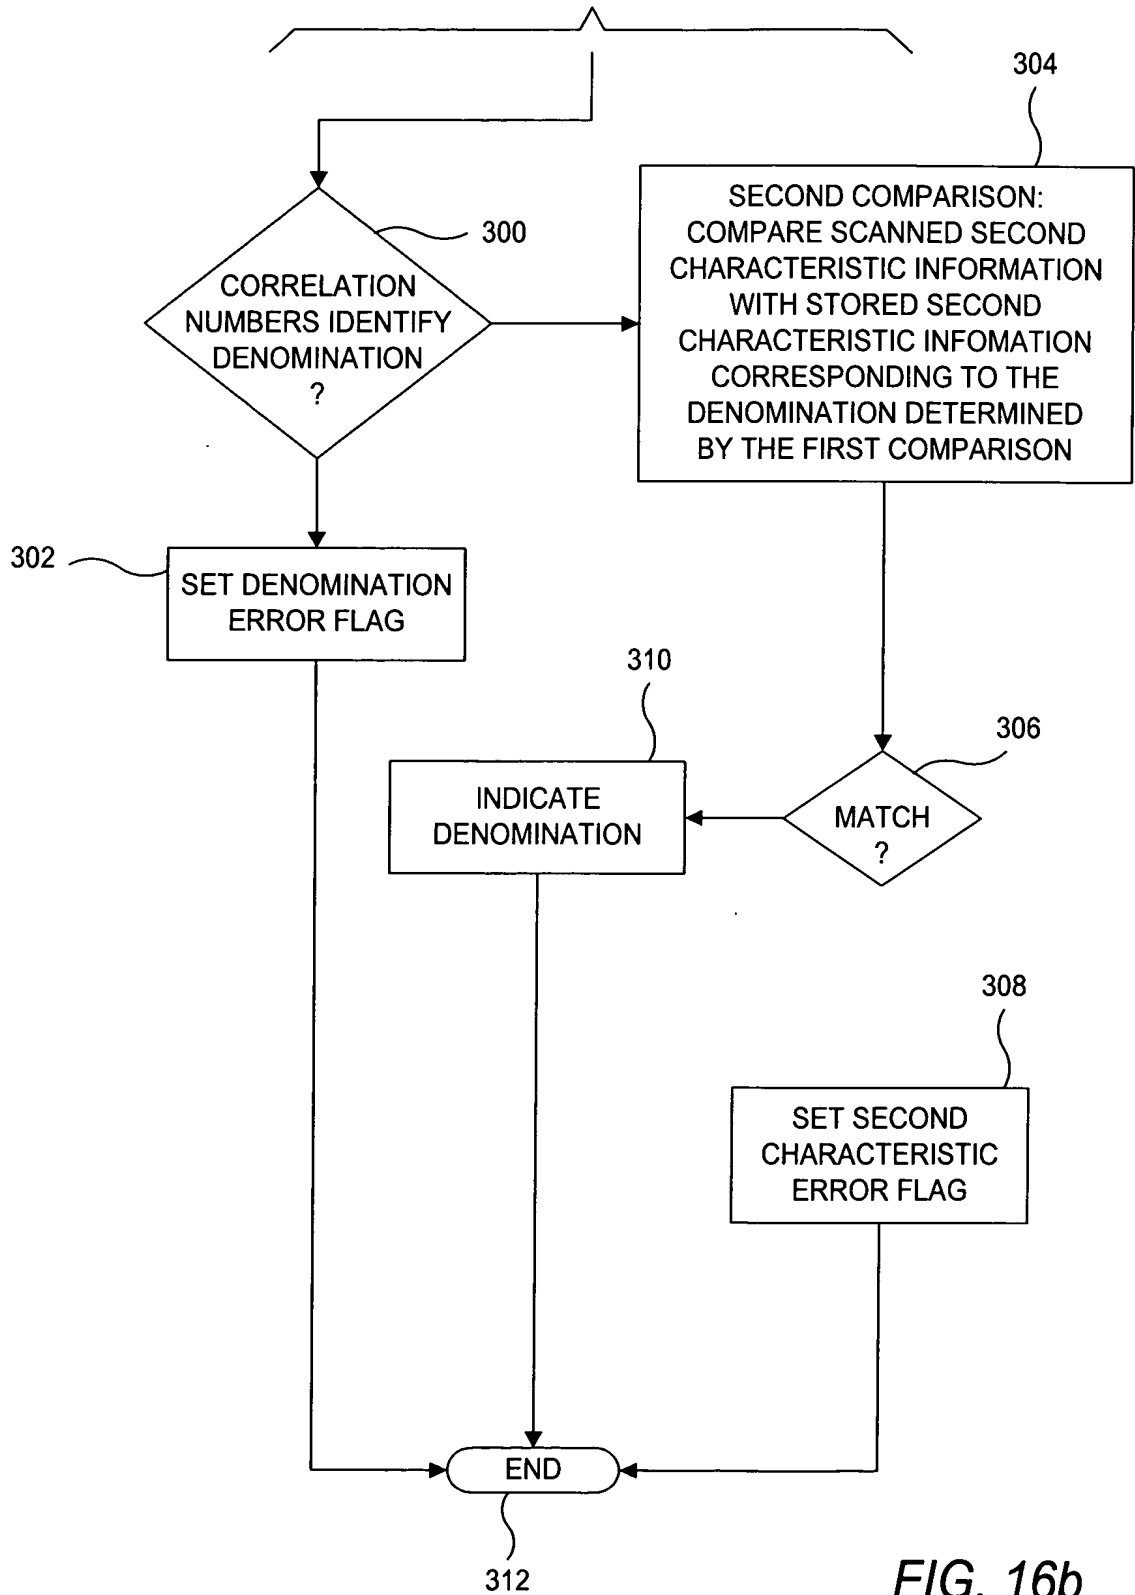 304
300
CORRELATION
NUMBERS IDENTIFY
DENOMINATION
?
SECOND COMPARISON:
COMPARE SCANNED SECOND
CHARACTERISTIC INFORMATION
WITH STORED SECOND
CHARACTERISTIC INFOMATION
CORRESPONDING TO THE
DENOMINATION DETERMINED
BY THE FIRST COMPARISON
302
SET DENOMINATION
ERROR FLAG
310
INDICATE
DENOMINATION
306
MATCH
?
308
SET SECOND
CHARACTERISTIC
ERROR FLAG
END
312
FIG. 16b